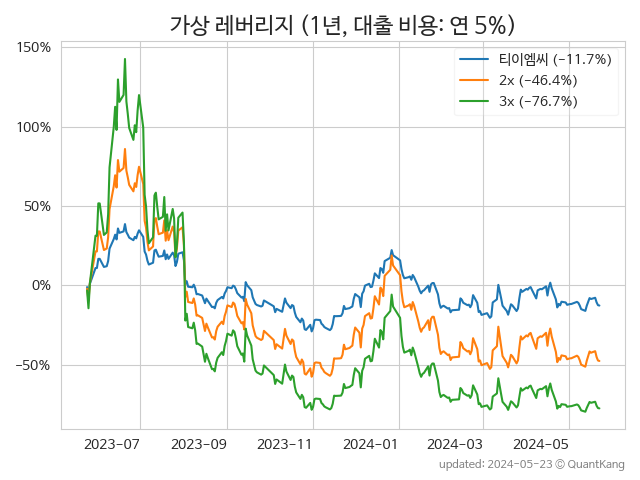 가상 레버리지 (1년, 대출 비용: 연 5%)
150%
100%
50%
0%
−50%
티이엠씨 (-11.7%)
2x (-46.4%)
3x (-76.7%)
2023-07 2023-09 2023-11 2024-01 2024-03 2024-05
updated: 2024-05-23 © QuantKang